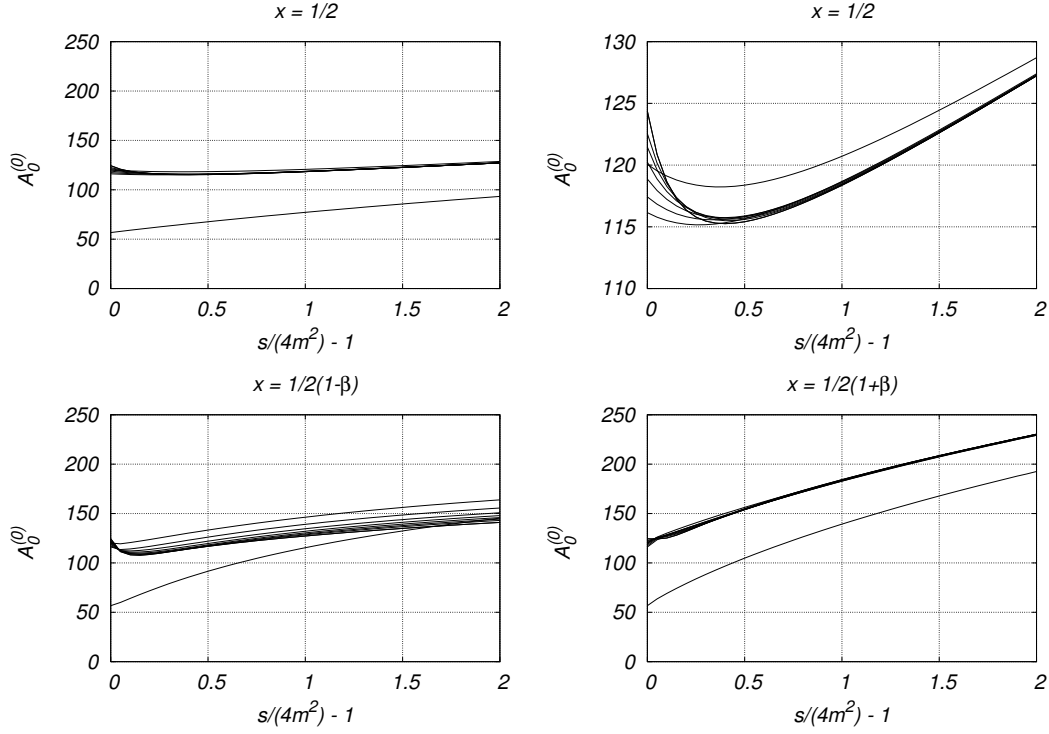 x = 1/2
250
200
150
100
50
0
A₀⁽⁰⁾
0 0.5 1 1.5 2
s/(4m²) - 1
x = 1/2
130
125
120
115
110
A₀⁽⁰⁾
0 0.5 1 1.5 2
s/(4m²) - 1
x = 1/2(1-β)
250
200
150
100
50
0
A₀⁽⁰⁾
0 0.5 1 1.5 2
s/(4m²) - 1
x = 1/2(1+β)
250
200
150
100
50
0
A₀⁽⁰⁾
0 0.5 1 1.5 2
s/(4m²) - 1